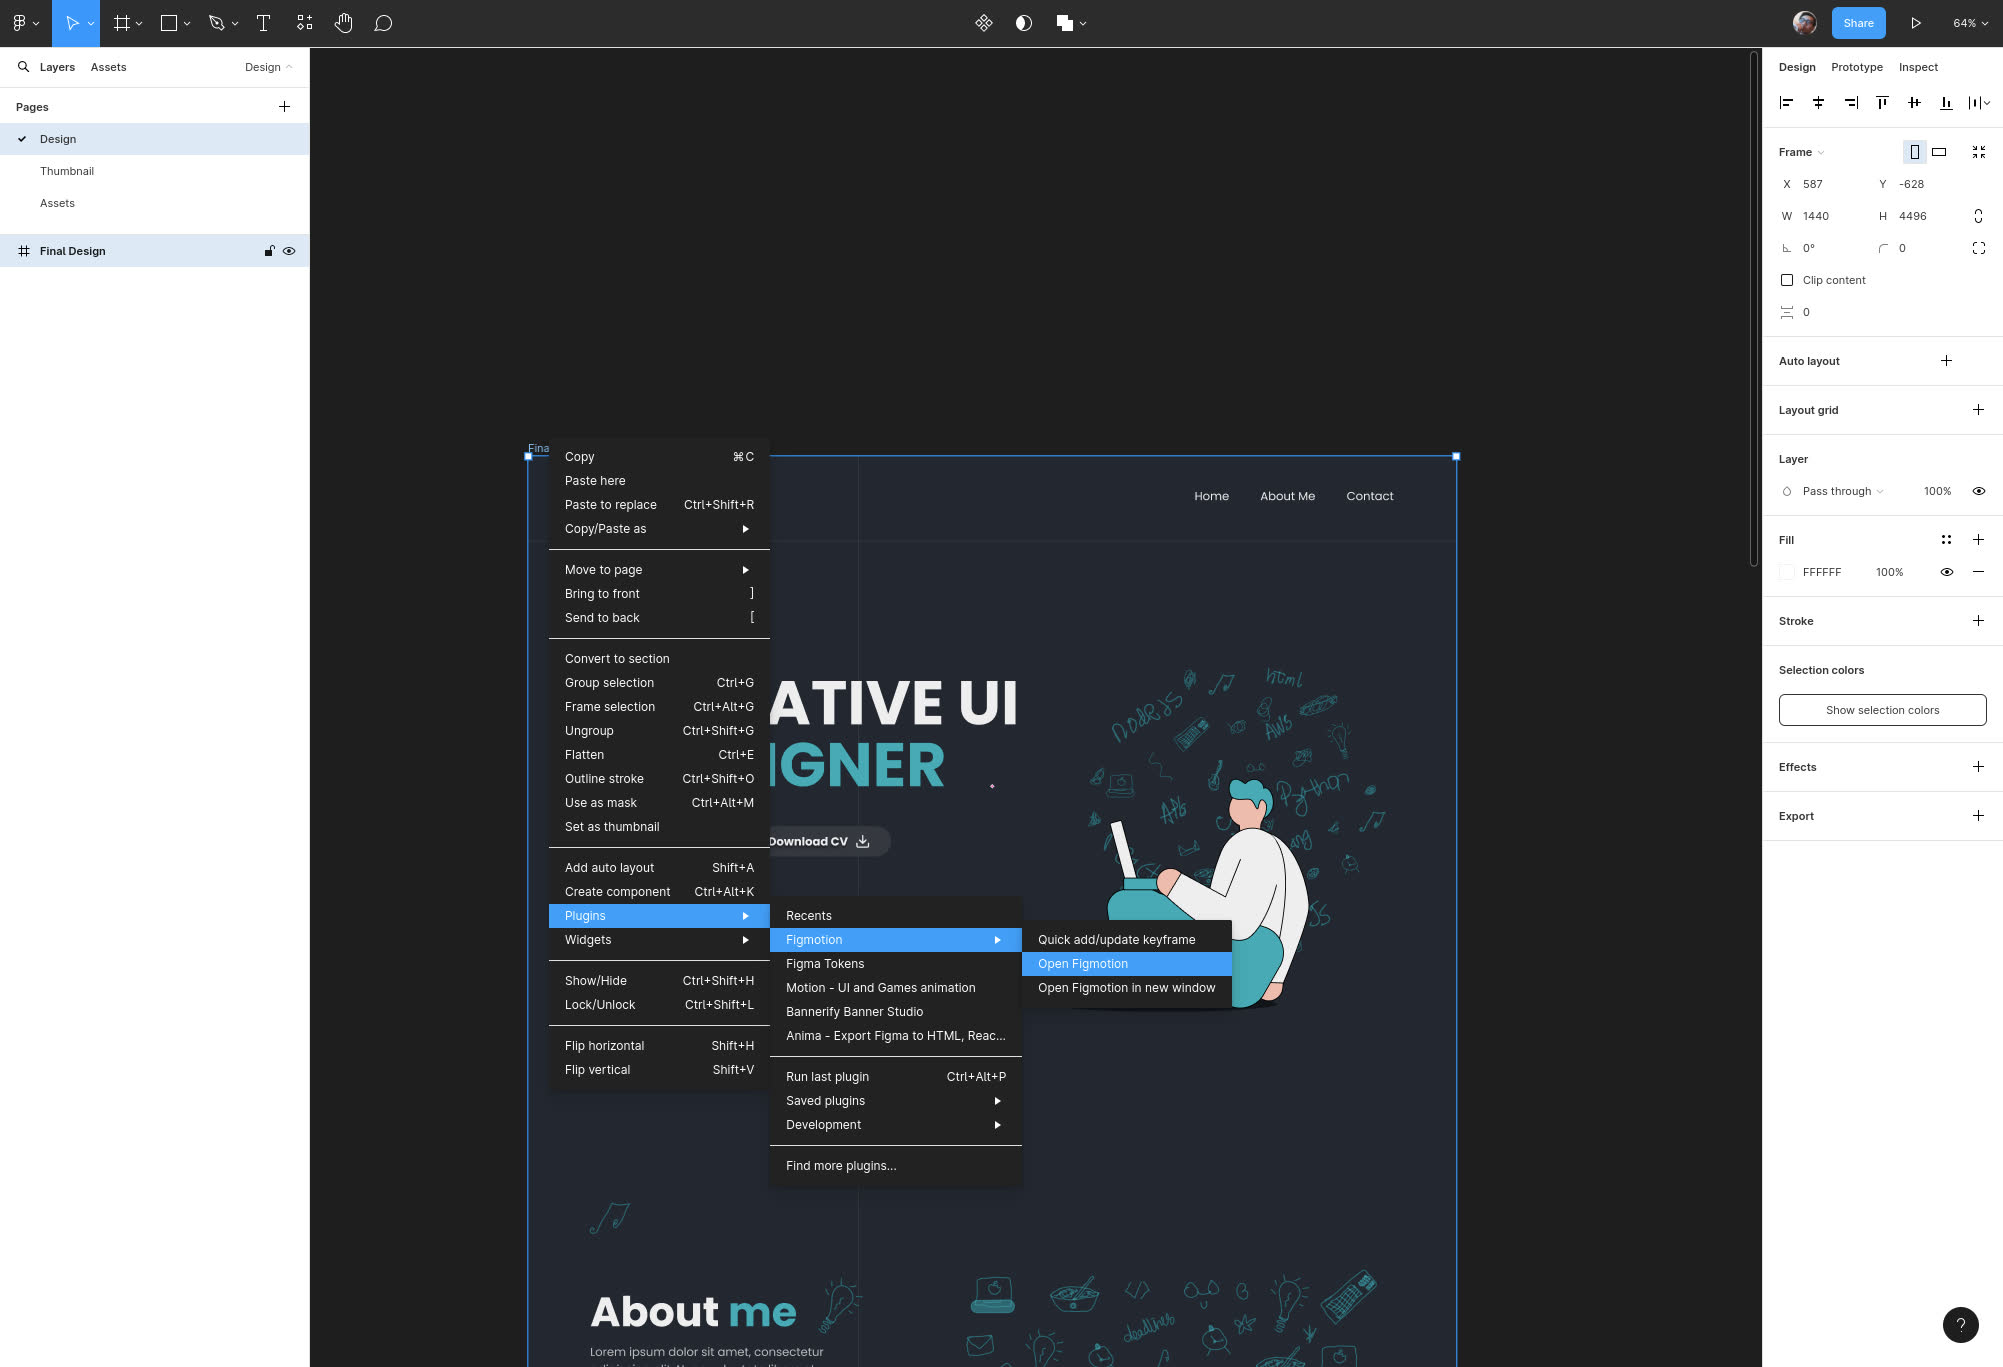 Share
64%
Layers
Assets
Design
Pages
Design
Thumbnail
Assets
Final Design
Fina
Copy ⌘C
Paste here
Paste to replace Ctrl+Shift+R
Copy/Paste as
Move to page
Bring to front ]
Send to back [
Convert to section
Group selection Ctrl+G
Frame selection Ctrl+Alt+G
Ungroup Ctrl+Shift+G
Flatten Ctrl+E
Outline stroke Ctrl+Shift+O
Use as mask Ctrl+Alt+M
Set as thumbnail
Add auto layout Shift+A
Create component Ctrl+Alt+K
Plugins
Widgets
Show/Hide Ctrl+Shift+H
Lock/Unlock Ctrl+Shift+L
Flip horizontal Shift+H
Flip vertical Shift+V
Recents
Figmotion
Figma Tokens
Motion - UI and Games animation
Bannerify Banner Studio
Anima - Export Figma to HTML, Reac...
Run last plugin Ctrl+Alt+P
Saved plugins
Development
Find more plugins...
Quick add/update keyframe
Open Figmotion
Open Figmotion in new window
Home About Me Contact
ATIVE UI
IGNER
Download CV
html
NodeJS
AWS
Python
APIs
JS
About me
Lorem ipsum dolor sit amet, consectetur
deadlines
Design Prototype Inspect
Frame
X 587 Y -628
W 1440 H 4496
0° 0
Clip content
0
Auto layout
Layout grid
Layer
Pass through 100%
Fill
FFFFFF 100%
Stroke
Selection colors
Show selection colors
Effects
Export
?